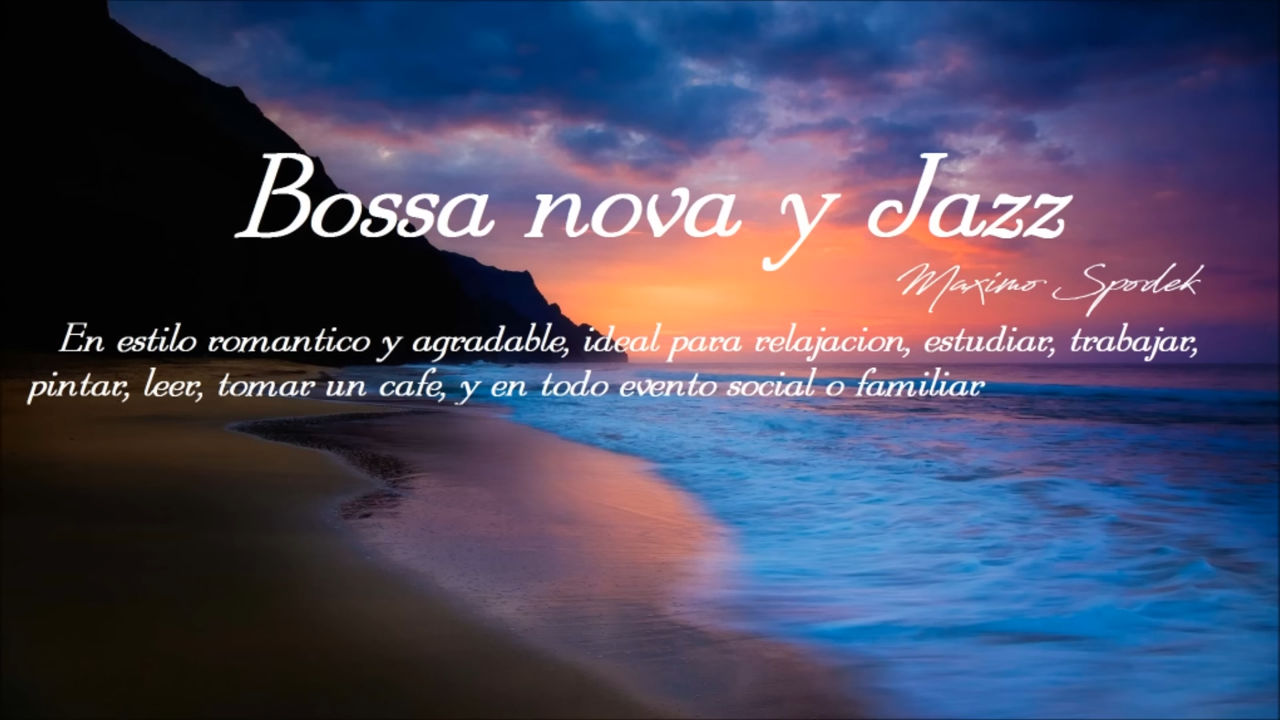 Bossa nova y Jazz
Maximo Spodek
En estilo romantico y agradable, ideal para relajacion, estudiar, trabajar,
pintar, leer, tomar un cafe, y en todo evento social o familiar